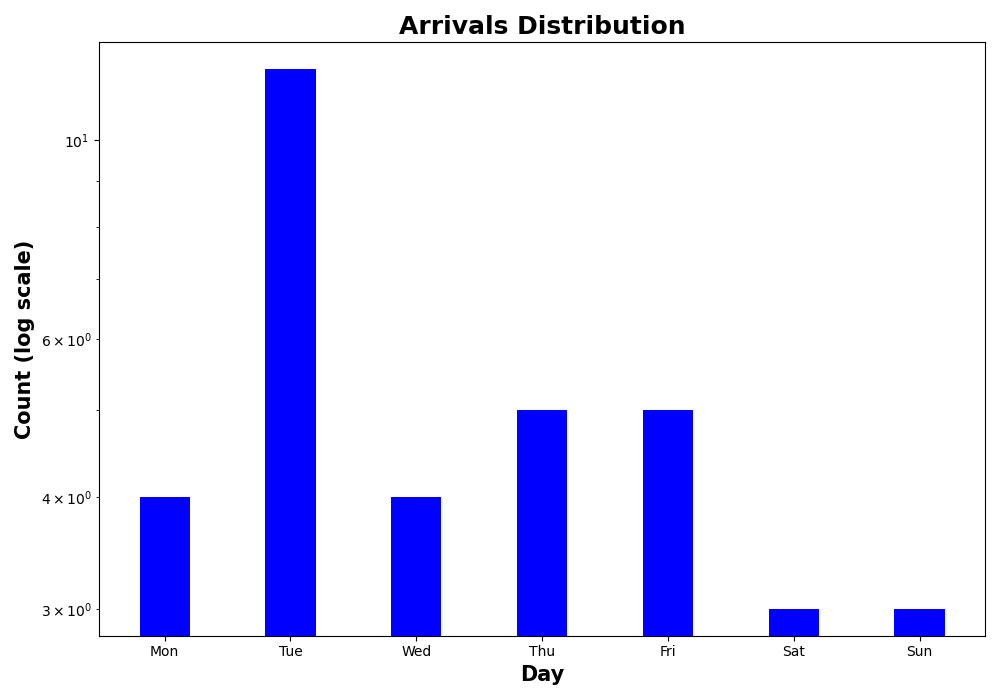 Arrivals Distribution
Count (log scale)
10¹
6 × 10⁰
4 × 10⁰
3 × 10⁰
Mon Tue Wed Thu Fri Sat Sun
Day